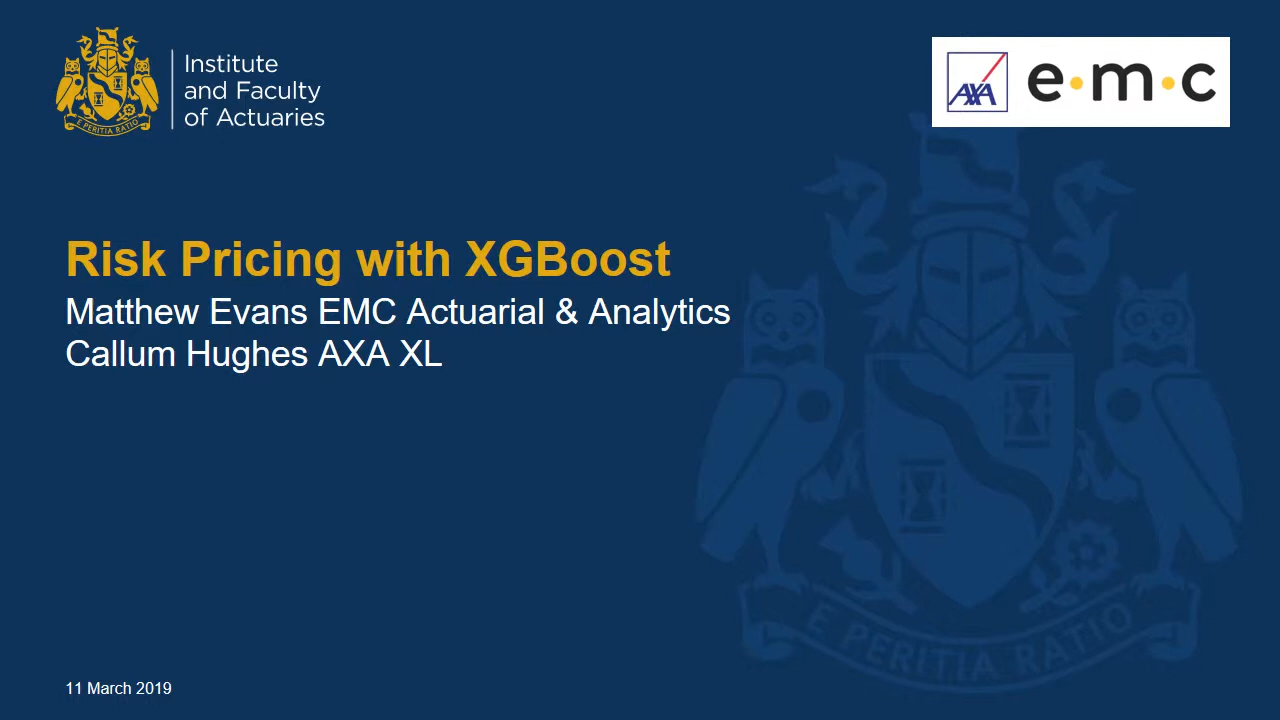 Institute
and Faculty
of Actuaries
E PERITIA RATIO
AXA
e·m·c
Risk Pricing with XGBoost
Matthew Evans EMC Actuarial & Analytics
Callum Hughes AXA XL
E PERITIA RATIO
11 March 2019